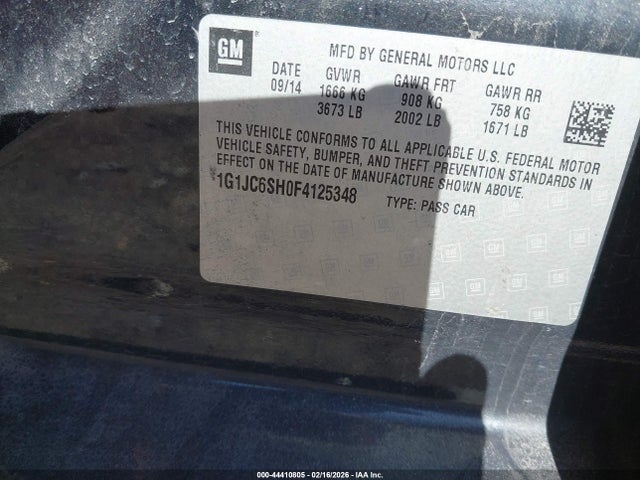 GM
MFD BY GENERAL MOTORS LLC
DATE GVWR GAWR FRT GAWR RR
09/14 1666 KG 908 KG 758 KG
3673 LB 2002 LB 1671 LB
THIS VEHICLE CONFORMS TO ALL APPLICABLE U.S. FEDERAL MOTOR
VEHICLE SAFETY, BUMPER, AND THEFT PREVENTION STANDARDS IN
EFFECT ON THE DATE OF MANUFACTURE SHOWN ABOVE.
1G1JC6SH0F4125348 TYPE: PASS CAR
000-44410805 - 02/16/2026 - IAA Inc.